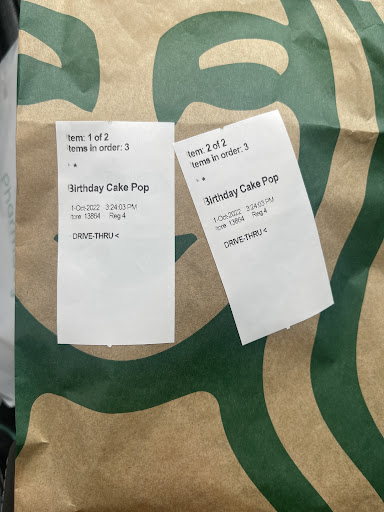 Item: 1 of 2
Items in order: 3
* *
Birthday Cake Pop
1-Oct-2022 3:24:03 PM
tore 13864 Reg 4
DRIVE-THRU <
Item: 2 of 2
Items in order: 3
* *
Birthday Cake Pop
1-Oct-2022 3:24:03 PM
tore 13864 Reg 4
DRIVE-THRU <